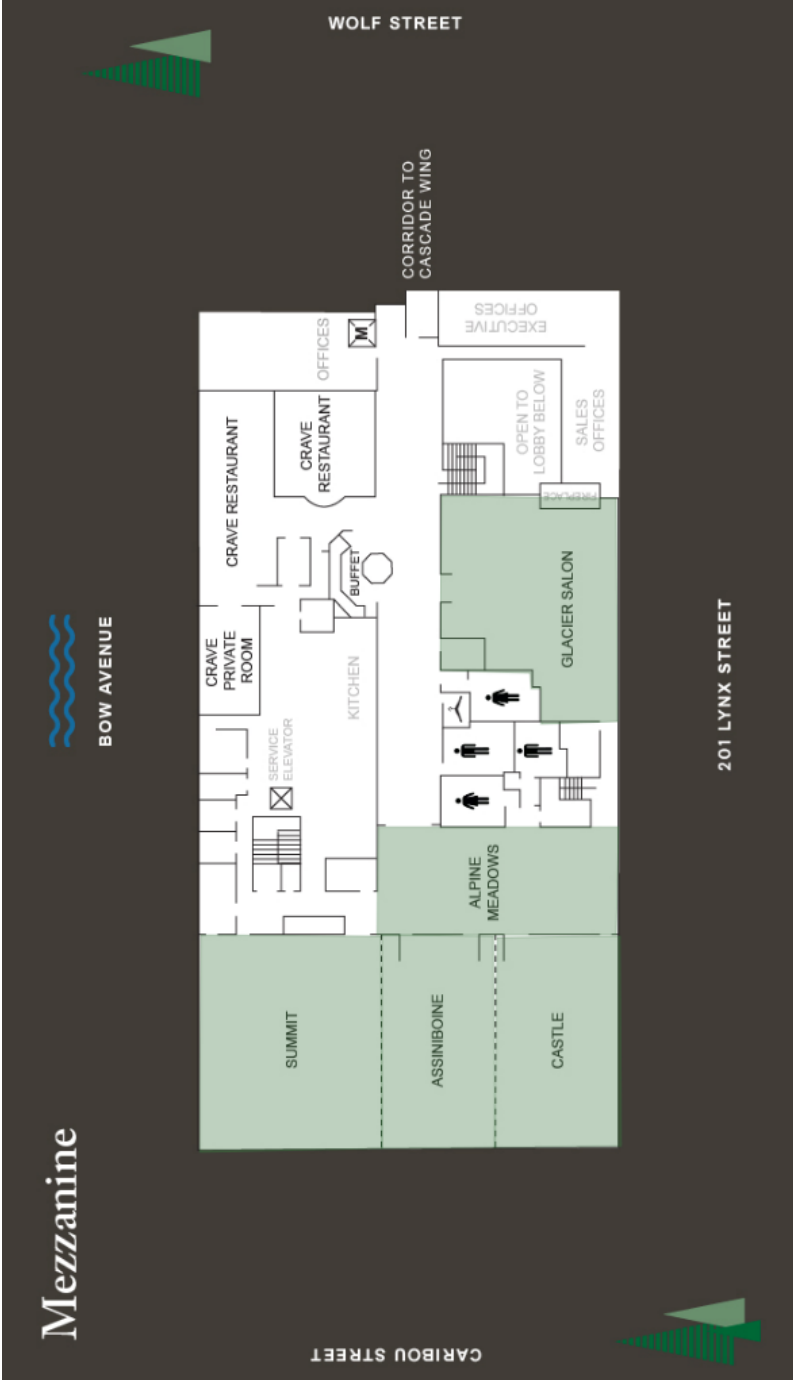 Mezzanine
BOW AVENUE
CARIBOU STREET
WOLF STREET
201 LYNX STREET
SUMMIT
ASSINIBOINE
CASTLE
ALPINE
MEADOWS
SERVICE
ELEVATOR
CRAVE
PRIVATE
ROOM
KITCHEN
CRAVE RESTAURANT
BUFFET
CRAVE
RESTAURANT
OFFICES
M
GLACIER SALON
FIREPLACE
OPEN TO
LOBBY BELOW
SALES
OFFICES
EXECUTIVE
OFFICES
CORRIDOR TO
CASCADE WING